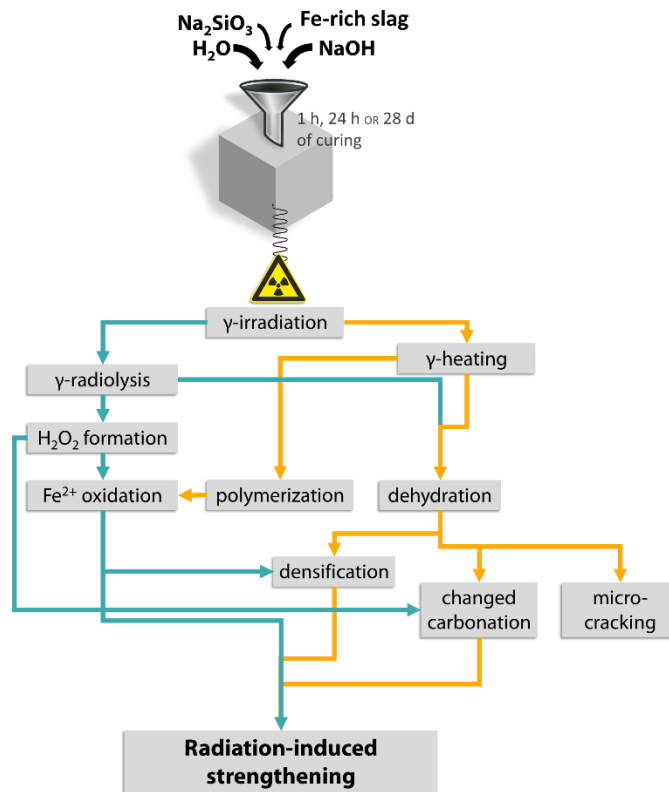 Na₂SiO₃
Fe-rich slag
H₂O
NaOH
1 h, 24 h OR 28 d
of curing
γ-irradiation
γ-heating
γ-radiolysis
H₂O₂ formation
Fe²⁺ oxidation
polymerization
dehydration
densification
changed
carbonation
micro-
cracking
Radiation-induced
strengthening